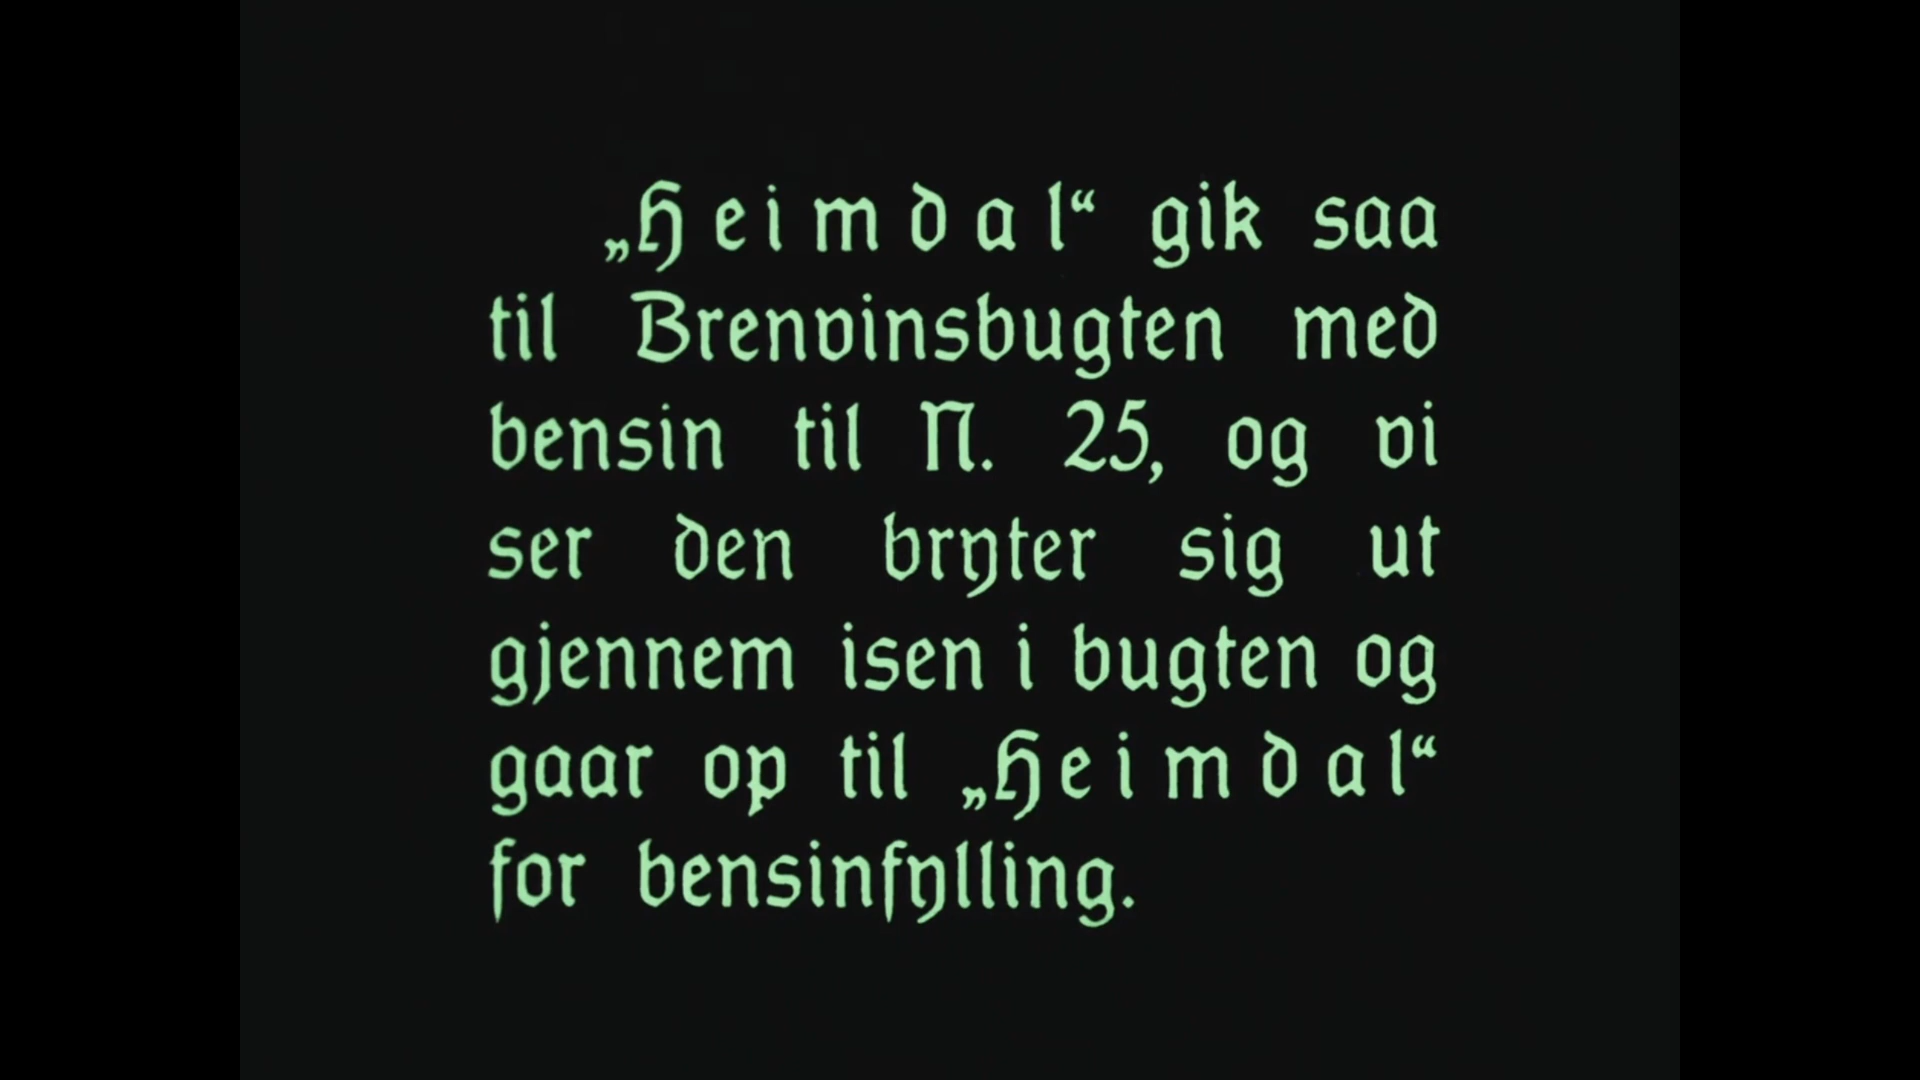 „Heimdal“ gik saa
til Brenvinsbugten med
bensin til N. 25, og vi
ser den bryter sig ut
gjennem isen i bugten og
gaar op til „Heimdal“
for bensinfylling.